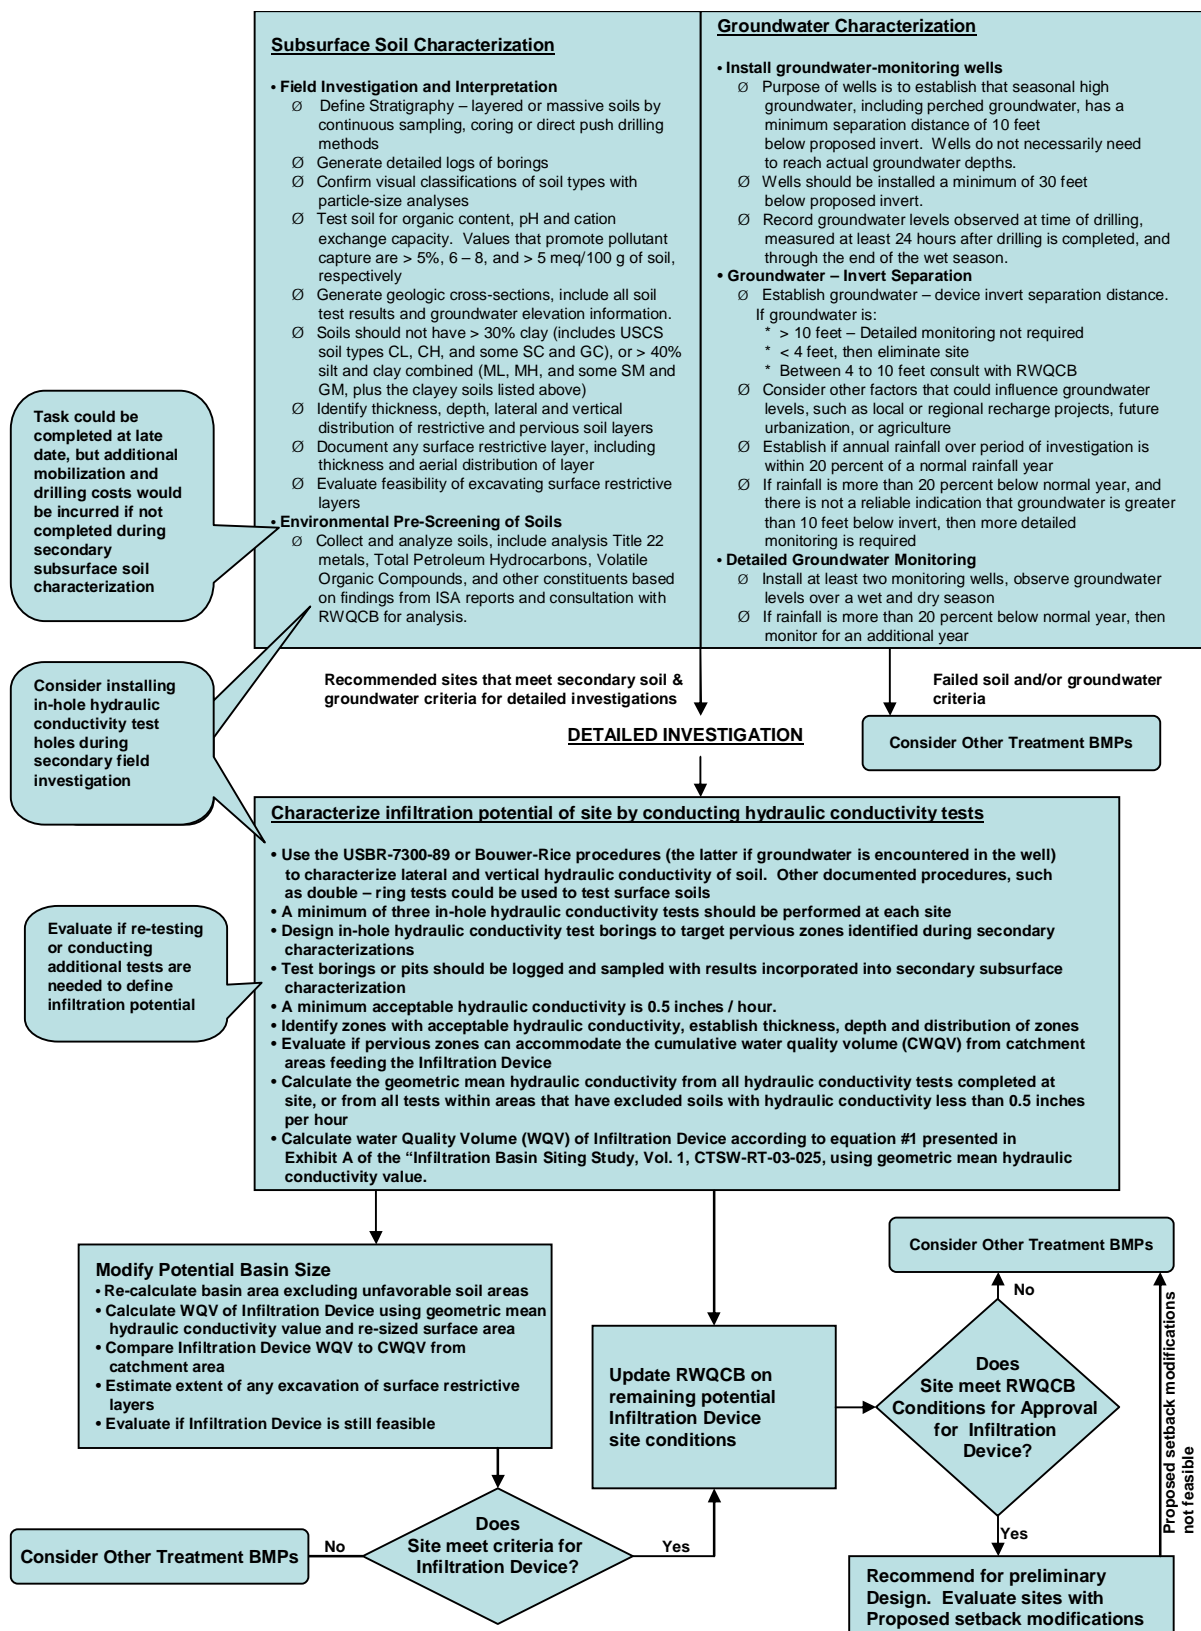 Subsurface Soil Characterization
• Field Investigation and Interpretation
Ø Define Stratigraphy – layered or massive soils by
continuous sampling, coring or direct push drilling
methods
Ø Generate detailed logs of borings
Ø Confirm visual classifications of soil types with
particle-size analyses
Ø Test soil for organic content, pH and cation
exchange capacity. Values that promote pollutant
capture are > 5%, 6 – 8, and > 5 meq/100 g of soil,
respectively
Ø Generate geologic cross-sections, include all soil
test results and groundwater elevation information.
Ø Soils should not have > 30% clay (includes USCS
soil types CL, CH, and some SC and GC), or > 40%
silt and clay combined (ML, MH, and some SM and
GM, plus the clayey soils listed above)
Ø Identify thickness, depth, lateral and vertical
distribution of restrictive and pervious soil layers
Ø Document any surface restrictive layer, including
thickness and aerial distribution of layer
Ø Evaluate feasibility of excavating surface restrictive
layers
• Environmental Pre-Screening of Soils
Ø Collect and analyze soils, include analysis Title 22
metals, Total Petroleum Hydrocarbons, Volatile
Organic Compounds, and other constituents based
on findings from ISA reports and consultation with
RWQCB for analysis.
Groundwater Characterization
• Install groundwater-monitoring wells
Ø Purpose of wells is to establish that seasonal high
groundwater, including perched groundwater, has a
minimum separation distance of 10 feet
below proposed invert. Wells do not necessarily need
to reach actual groundwater depths.
Ø Wells should be installed a minimum of 30 feet
below proposed invert.
Ø Record groundwater levels observed at time of drilling,
measured at least 24 hours after drilling is completed, and
through the end of the wet season.
• Groundwater – Invert Separation
Ø Establish groundwater – device invert separation distance.
If groundwater is:
* > 10 feet – Detailed monitoring not required
* < 4 feet, then eliminate site
* Between 4 to 10 feet consult with RWQCB
Ø Consider other factors that could influence groundwater
levels, such as local or regional recharge projects, future
urbanization, or agriculture
Ø Establish if annual rainfall over period of investigation is
within 20 percent of a normal rainfall year
Ø If rainfall is more than 20 percent below normal year, and
there is not a reliable indication that groundwater is greater
than 10 feet below invert, then more detailed
monitoring is required
• Detailed Groundwater Monitoring
Ø Install at least two monitoring wells, observe groundwater
levels over a wet and dry season
Ø If rainfall is more than 20 percent below normal year, then
monitor for an additional year
Task could be
completed at late
date, but additional
mobilization and
drilling costs would
be incurred if not
completed during
secondary
subsurface soil
characterization
Consider installing
in-hole hydraulic
conductivity test
holes during
secondary field
investigation
Recommended sites that meet secondary soil &
groundwater criteria for detailed investigations
Failed soil and/or groundwater
criteria
DETAILED INVESTIGATION
Consider Other Treatment BMPs
Characterize infiltration potential of site by conducting hydraulic conductivity tests
• Use the USBR-7300-89 or Bouwer-Rice procedures (the latter if groundwater is encountered in the well)
to characterize lateral and vertical hydraulic conductivity of soil. Other documented procedures, such
as double – ring tests could be used to test surface soils
• A minimum of three in-hole hydraulic conductivity tests should be performed at each site
• Design in-hole hydraulic conductivity test borings to target pervious zones identified during secondary
characterizations
• Test borings or pits should be logged and sampled with results incorporated into secondary subsurface
characterization
• A minimum acceptable hydraulic conductivity is 0.5 inches / hour.
• Identify zones with acceptable hydraulic conductivity, establish thickness, depth and distribution of zones
• Evaluate if pervious zones can accommodate the cumulative water quality volume (CWQV) from catchment
areas feeding the Infiltration Device
• Calculate the geometric mean hydraulic conductivity from all hydraulic conductivity tests completed at
site, or from all tests within areas that have excluded soils with hydraulic conductivity less than 0.5 inches
per hour
• Calculate water Quality Volume (WQV) of Infiltration Device according to equation #1 presented in
Exhibit A of the “Infiltration Basin Siting Study, Vol. 1, CTSW-RT-03-025, using geometric mean hydraulic
conductivity value.
Evaluate if re-testing
or conducting
additional tests are
needed to define
infiltration potential
Modify Potential Basin Size
• Re-calculate basin area excluding unfavorable soil areas
• Calculate WQV of Infiltration Device using geometric mean
hydraulic conductivity value and re-sized surface area
• Compare Infiltration Device WQV to CWQV from
catchment area
• Estimate extent of any excavation of surface restrictive
layers
• Evaluate if Infiltration Device is still feasible
Does
Site meet criteria for
Infiltration Device?
No
Consider Other Treatment BMPs
Yes
Update RWQCB on
remaining potential
Infiltration Device
site conditions
Does
Site meet RWQCB
Conditions for Approval
for Infiltration
Device?
No
Consider Other Treatment BMPs
Yes
Recommend for preliminary
Design. Evaluate sites with
Proposed setback modifications
Proposed setback modifications
not feasible